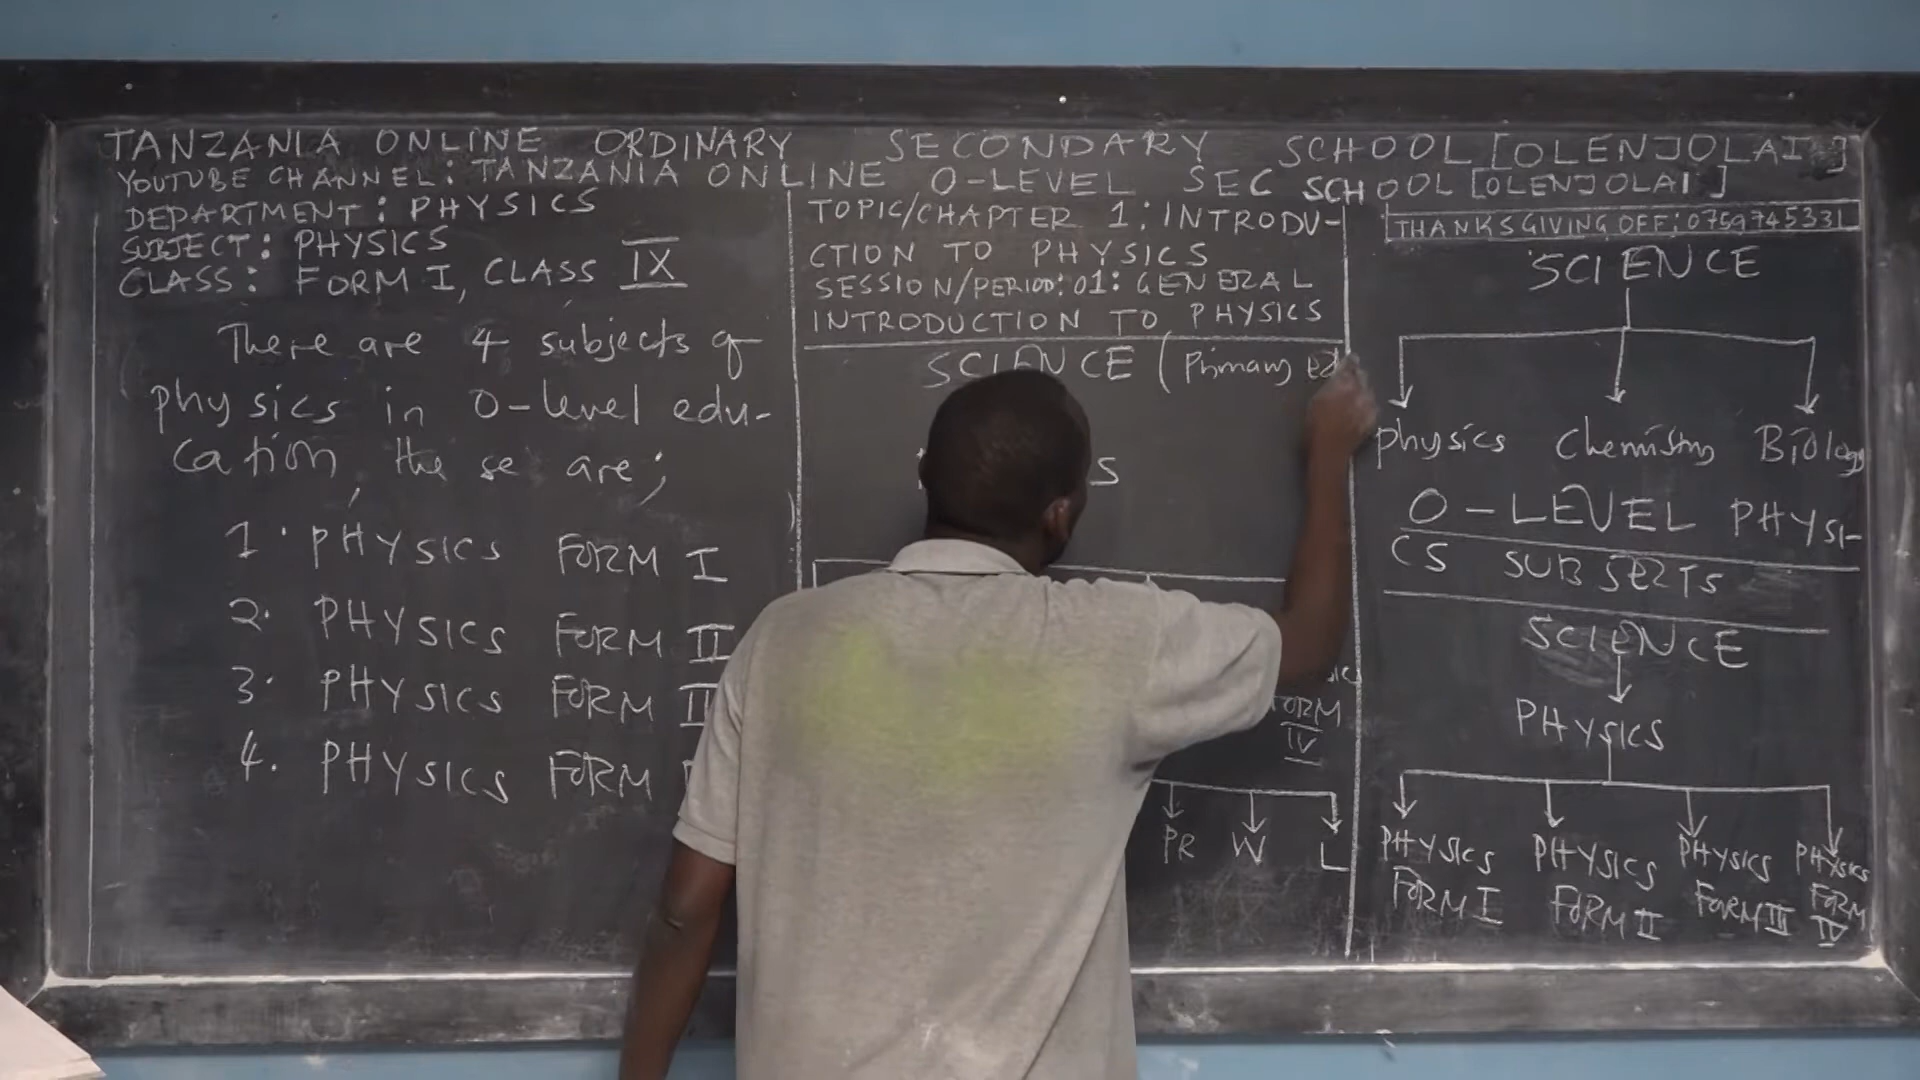 TANZANIA ONLINE ORDINARY SECONDARY SCHOOL [OLENJOLAI]
YOUTUBE CHANNEL: TANZANIA ONLINE O-LEVEL SEC SCHOOL [OLENJOLAI]
DEPARTMENT: PHYSICS
SUBJECT: PHYSICS
CLASS: FORM I, CLASS IX
There are 4 subjects of
physics in O-level edu-
cation, these are;
1. PHYSICS FORM I
2. PHYSICS FORM II
3. PHYSICS FORM
4. PHYSICS FORM
TOPIC/CHAPTER 1: INTRODU-
CTION TO PHYSICS
SESSION/PERIOD: 01: GENERAL
INTRODUCTION TO PHYSICS
SCIENCE (Primary ed
S
FORM
IV
PR W L
THANKSGIVING OFF: 0759745331
SCIENCE
physics Chemistry Biology
O-LEVEL PHYSI-
CS SUBJECTS
SCIENCE
PHYSICS
PHYSICS PHYSICS PHYSICS PHYSICS
FORM I FORM II FORM III FORM
IV